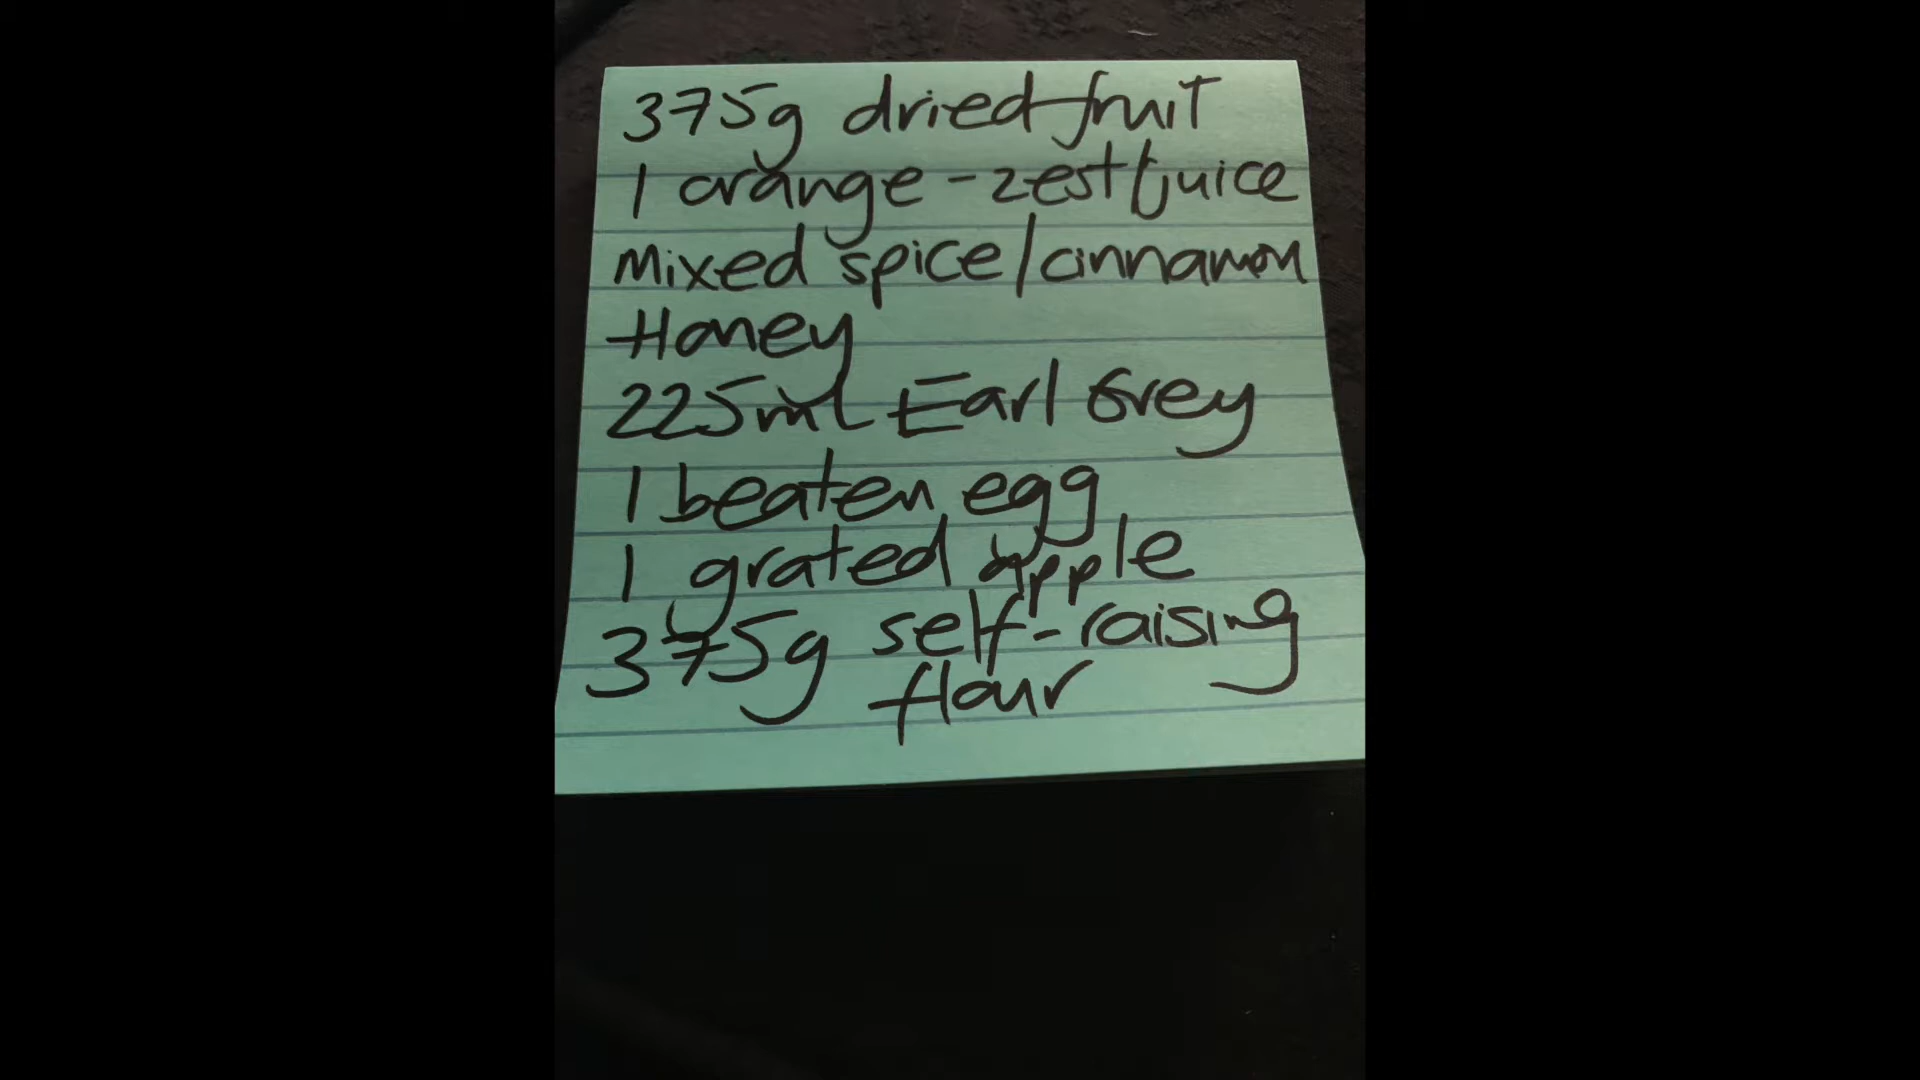 375g dried fruit
1 orange - zest/juice
mixed spice/cinnamon
Honey
225ml Earl Grey
1 beaten egg
1 grated apple
375g self-raising
flour